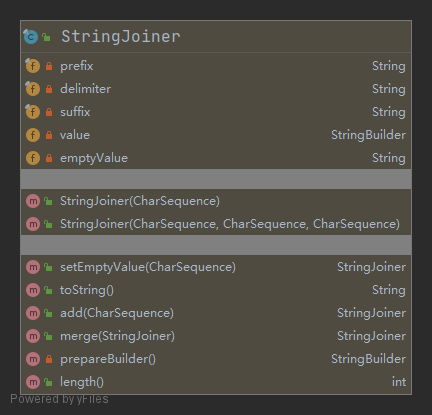 StringJoiner
prefix String
delimiter String
suffix String
value StringBuilder
emptyValue String
StringJoiner(CharSequence)
StringJoiner(CharSequence, CharSequence, CharSequence)
setEmptyValue(CharSequence) StringJoiner
toString() String
add(CharSequence) StringJoiner
merge(StringJoiner) StringJoiner
prepareBuilder() StringBuilder
length() int
Powered by yFiles